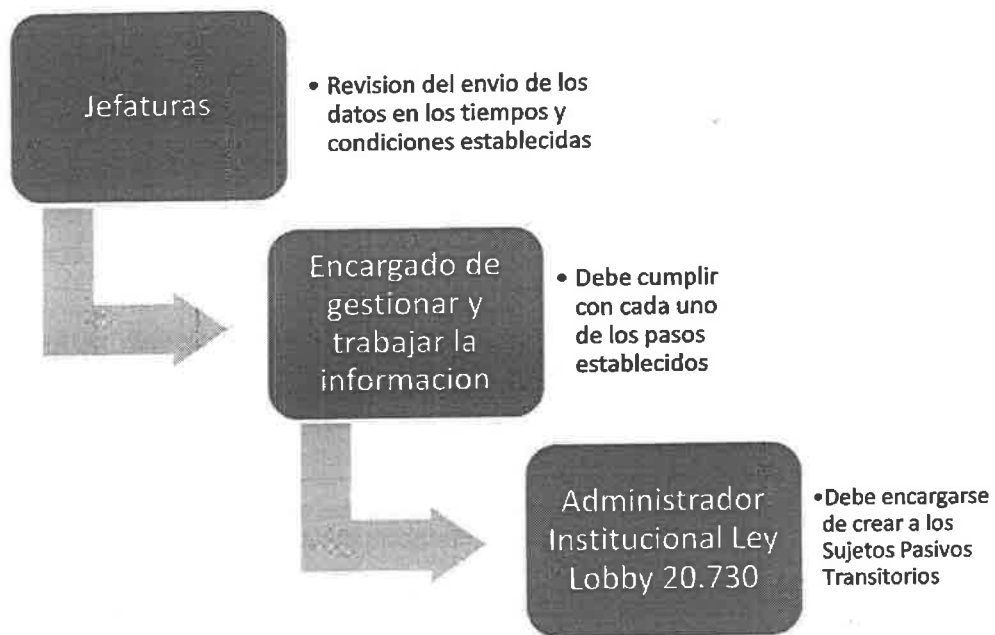 Jefaturas
• Revision del envio de los
datos en los tiempos y
condiciones establecidas
Encargado de
gestionar y
trabajar la
informacion
• Debe cumplir
con cada uno
de los pasos
establecidos
Administrador
Institucional Ley
Lobby 20.730
•Debe encargarse
de crear a los
Sujetos Pasivos
Transitorios